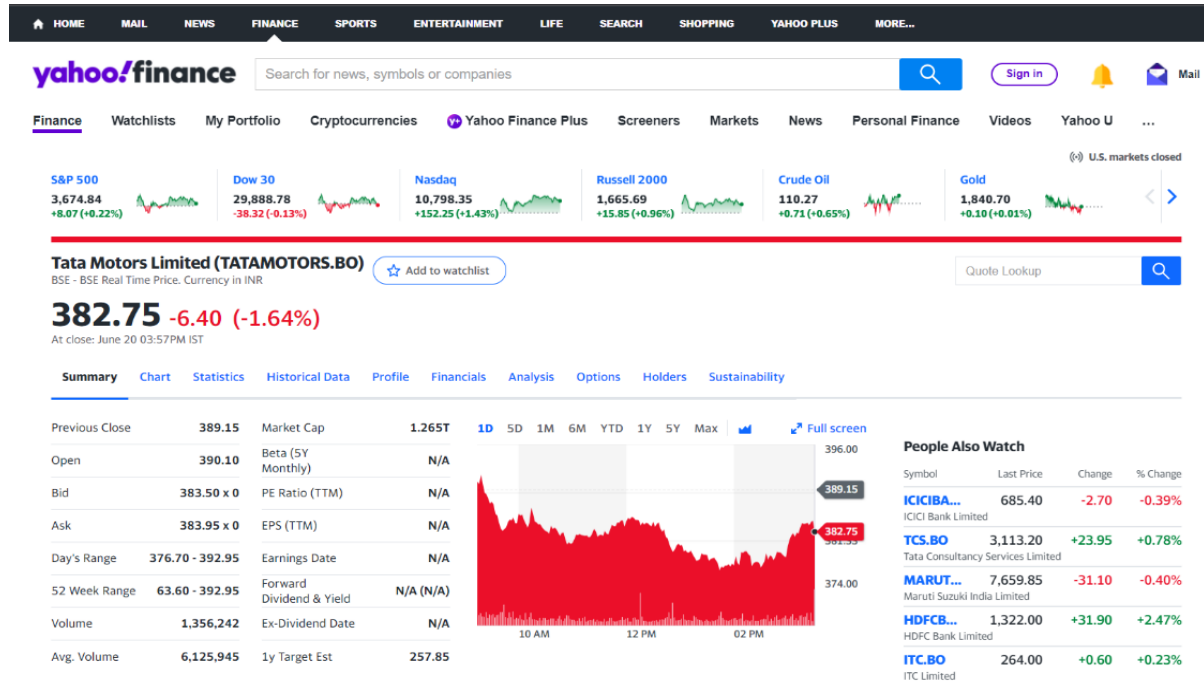 HOME MAIL NEWS FINANCE SPORTS ENTERTAINMENT LIFE SEARCH SHOPPING YAHOO PLUS MORE...
yahoo!finance Search for news, symbols or companies Sign in Mail
Finance Watchlists My Portfolio Cryptocurrencies Y+ Yahoo Finance Plus Screeners Markets News Personal Finance Videos Yahoo U ...
U.S. markets closed
S&P 500 Dow 30 Nasdaq Russell 2000 Crude Oil Gold
3,674.84 29,888.78 10,798.35 1,665.69 110.27 1,840.70
+8.07 (+0.22%) -38.32 (-0.13%) +152.25 (+1.43%) +15.85 (+0.96%) +0.71 (+0.65%) +0.10 (+0.01%)
Tata Motors Limited (TATAMOTORS.BO) Add to watchlist Quote Lookup
BSE - BSE Real Time Price. Currency in INR
382.75 -6.40 (-1.64%)
At close: June 20 03:57PM IST
Summary Chart Statistics Historical Data Profile Financials Analysis Options Holders Sustainability
Previous Close 389.15
Open 390.10
Bid 383.50 x 0
Ask 383.95 x 0
Day's Range 376.70 - 392.95
52 Week Range 63.60 - 392.95
Volume 1,356,242
Avg. Volume 6,125,945
Market Cap 1.265T
Beta (5Y
Monthly) N/A
PE Ratio (TTM) N/A
EPS (TTM) N/A
Earnings Date N/A
Forward
Dividend & Yield N/A (N/A)
Ex-Dividend Date N/A
1y Target Est 257.85
1D 5D 1M 6M YTD 1Y 5Y Max Full screen
396.00
389.15
382.75
374.00
10 AM 12 PM 02 PM
People Also Watch
Symbol Last Price Change % Change
ICICIBA... 685.40 -2.70 -0.39%
ICICI Bank Limited
TCS.BO 3,113.20 +23.95 +0.78%
Tata Consultancy Services Limited
MARUT... 7,659.85 -31.10 -0.40%
Maruti Suzuki India Limited
HDFCB... 1,322.00 +31.90 +2.47%
HDFC Bank Limited
ITC.BO 264.00 +0.60 +0.23%
ITC Limited